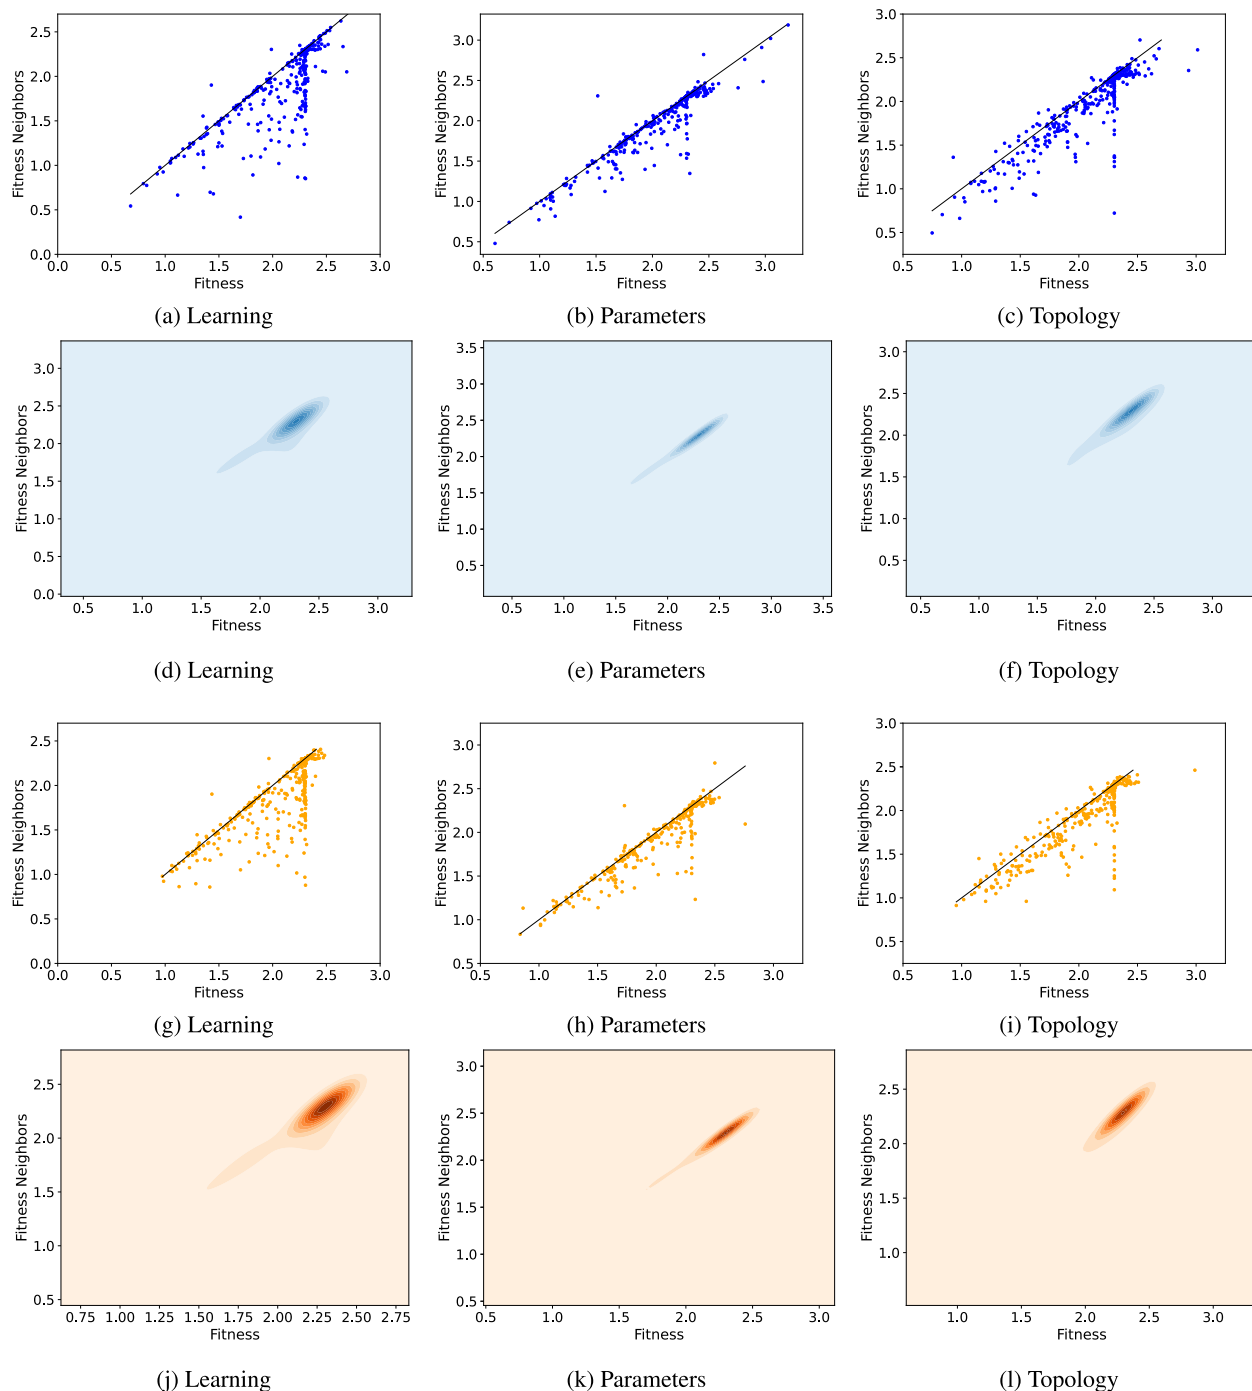 2.5
2.0
1.5
1.0
0.5
0.0
Fitness Neighbors
0.0 0.5 1.0 1.5 2.0 2.5 3.0
Fitness
(a) Learning
3.0
2.5
2.0
1.5
1.0
0.5
Fitness Neighbors
0.5 1.0 1.5 2.0 2.5 3.0
Fitness
(b) Parameters
3.0
2.5
2.0
1.5
1.0
0.5
Fitness Neighbors
0.5 1.0 1.5 2.0 2.5 3.0
Fitness
(c) Topology
3.0
2.5
2.0
1.5
1.0
0.5
0.0
Fitness Neighbors
0.5 1.0 1.5 2.0 2.5 3.0
Fitness
(d) Learning
3.5
3.0
2.5
2.0
1.5
1.0
0.5
Fitness Neighbors
0.5 1.0 1.5 2.0 2.5 3.0 3.5
Fitness
(e) Parameters
3.0
2.5
2.0
1.5
1.0
0.5
Fitness Neighbors
0.5 1.0 1.5 2.0 2.5 3.0
Fitness
(f) Topology
2.5
2.0
1.5
1.0
0.5
0.0
Fitness Neighbors
0.0 0.5 1.0 1.5 2.0 2.5 3.0
Fitness
(g) Learning
3.0
2.5
2.0
1.5
1.0
0.5
Fitness Neighbors
0.5 1.0 1.5 2.0 2.5 3.0
Fitness
(h) Parameters
3.0
2.5
2.0
1.5
1.0
0.5
Fitness Neighbors
0.5 1.0 1.5 2.0 2.5 3.0
Fitness
(i) Topology
2.5
2.0
1.5
1.0
0.5
Fitness Neighbors
0.75 1.00 1.25 1.50 1.75 2.00 2.25 2.50 2.75
Fitness
(j) Learning
3.0
2.5
2.0
1.5
1.0
0.5
Fitness Neighbors
0.5 1.0 1.5 2.0 2.5 3.0
Fitness
(k) Parameters
2.5
2.0
1.5
1.0
Fitness Neighbors
1.0 1.5 2.0 2.5 3.0
Fitness
(l) Topology